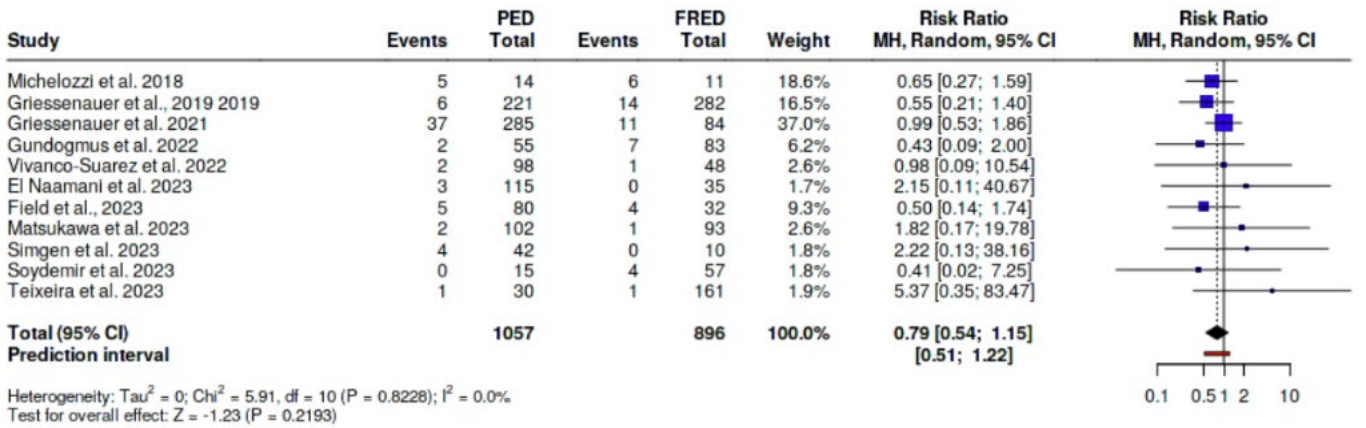 PED FRED Risk Ratio Risk Ratio
Study Events Total Events Total Weight MH, Random, 95% CI MH, Random, 95% CI
Michelozzi et al. 2018 5 14 6 11 18.6% 0.65 [0.27; 1.59]
Griessenauer et al., 2019 2019 6 221 14 282 16.5% 0.55 [0.21; 1.40]
Griessenauer et al. 2021 37 285 11 84 37.0% 0.99 [0.53; 1.86]
Gundogmus et al. 2022 2 55 7 83 6.2% 0.43 [0.09; 2.00]
Vivanco-Suarez et al. 2022 2 98 1 48 2.6% 0.98 [0.09; 10.54]
El Naamani et al. 2023 3 115 0 35 1.7% 2.15 [0.11; 40.67]
Field et al., 2023 5 80 4 32 9.3% 0.50 [0.14; 1.74]
Matsukawa et al. 2023 2 102 1 93 2.6% 1.82 [0.17; 19.78]
Simgen et al. 2023 4 42 0 10 1.8% 2.22 [0.13; 38.16]
Soydemir et al. 2023 0 15 4 57 1.8% 0.41 [0.02; 7.25]
Teixeira et al. 2023 1 30 1 161 1.9% 5.37 [0.35; 83.47]
Total (95% CI) 1057 896 100.0% 0.79 [0.54; 1.15]
Prediction interval [0.51; 1.22]
Heterogeneity: Tau² = 0; Chi² = 5.91, df = 10 (P = 0.8228); I² = 0.0%
0.1 0.5 1 2 10
Test for overall effect: Z = -1.23 (P = 0.2193)